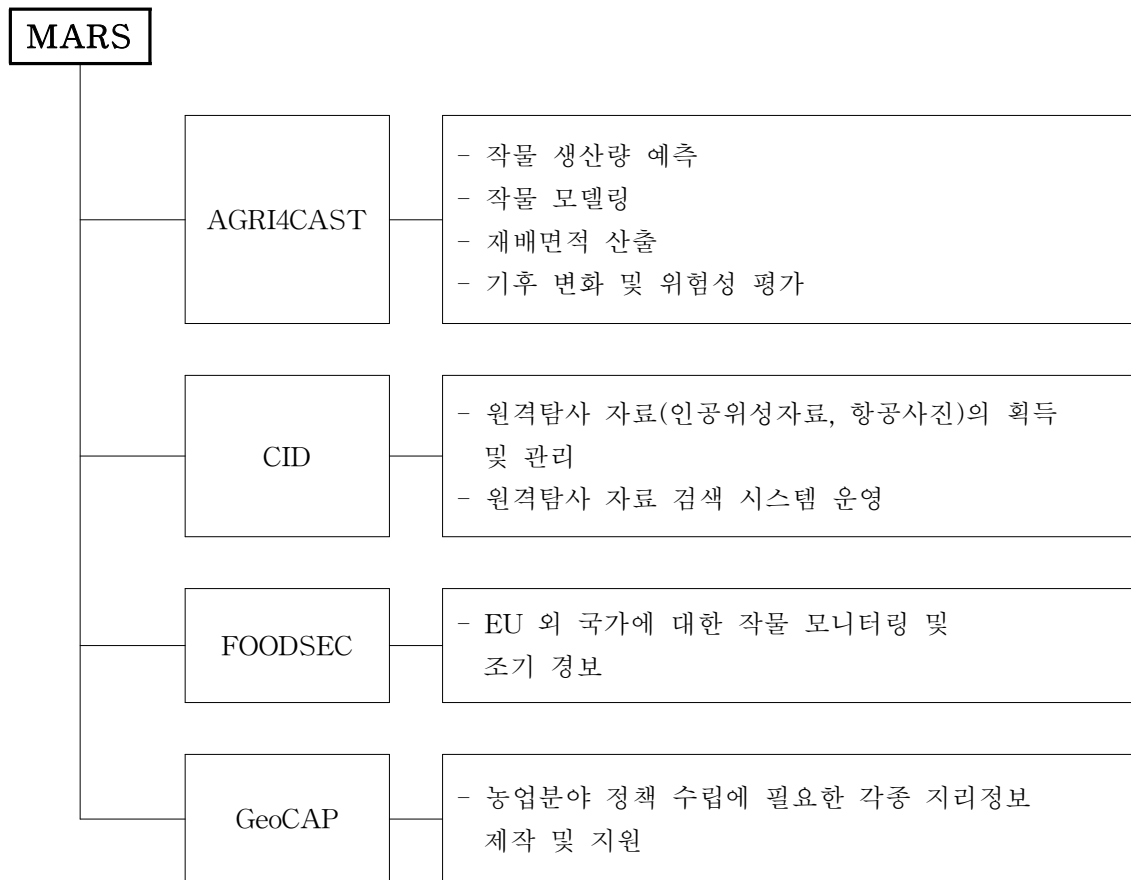 MARS
AGRI4CAST
- 작물 생산량 예측
- 작물 모델링
- 재배면적 산출
- 기후 변화 및 위험성 평가
CID
- 원격탐사 자료(인공위성자료, 항공사진)의 획득
및 관리
- 원격탐사 자료 검색 시스템 운영
FOODSEC
- EU 외 국가에 대한 작물 모니터링 및
조기 경보
GeoCAP
- 농업분야 정책 수립에 필요한 각종 지리정보
제작 및 지원